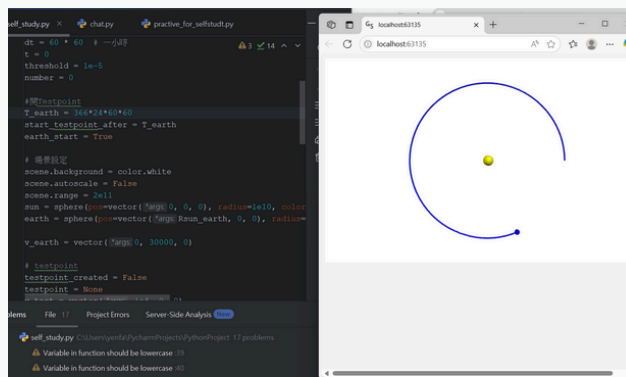 self_study.py
chat.py
practive_for_selfstudt.py
dt = 60 * 60 # 一小時
t = 0
threshold = 1e-5
number = 0
3 14
#開Testpoint
T_earth = 366*24*60*60
start_testpoint_after = T_earth
earth_start = True
# 場景設定
scene.background = color.white
scene.autoscale = False
scene.range = 2e11
sun = sphere(pos=vector( *args: 0, 0, 0), radius=1e10, color
earth = sphere(pos=vector( *args: Rsun_earth, 0, 0), radius=
v_earth = vector( *args: 0, 30000, 0)
# testpoint
testpoint_created = False
testpoint = None
File 17
Project Errors
Server-Side Analysis
New
self_study.py C:\Users\yenfa\PycharmProjects\PythonProject 17 problems
Variable in function should be lowercase :35
Variable in function should be lowercase :40
localhost:63135
localhost:63135